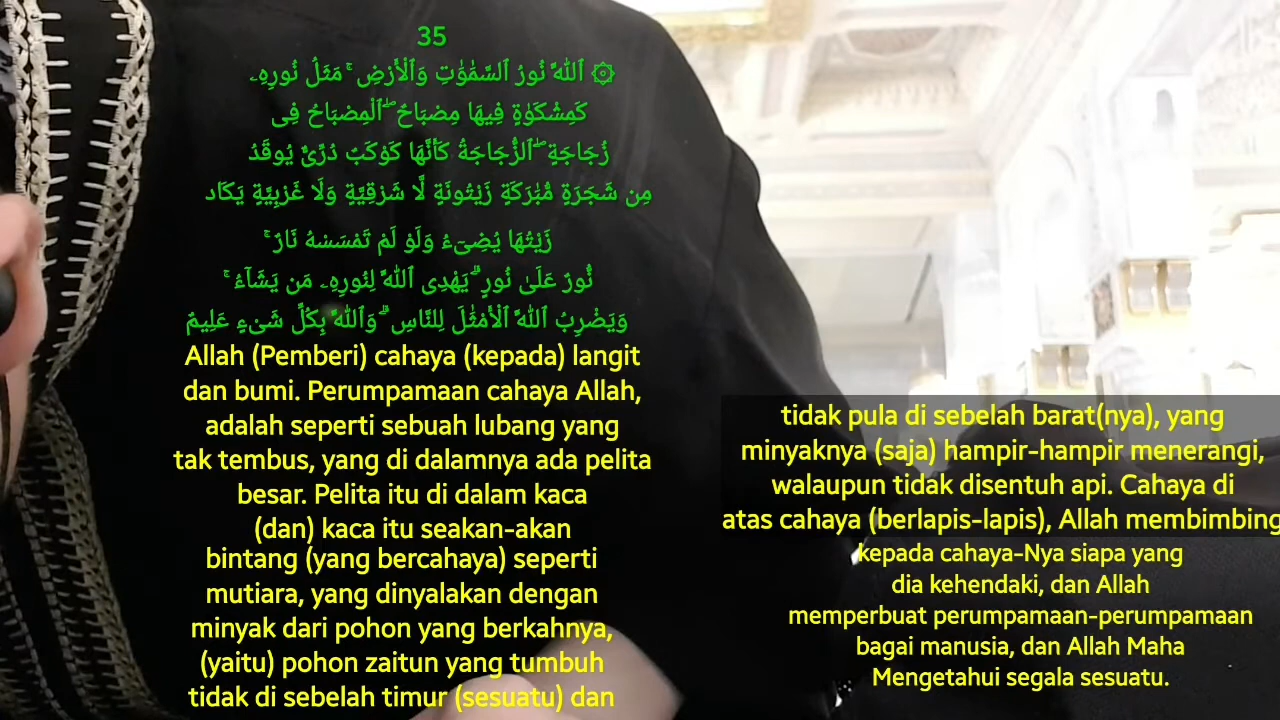 35
۞ ٱللَّهُ نُورُ ٱلسَّمَٰوَٰتِ وَٱلْأَرْضِ ۚ مَثَلُ نُورِهِۦ
كَمِشْكَوٰةٍ فِيهَا مِصْبَاحٌ ۖ ٱلْمِصْبَاحُ فِى
زُجَاجَةٍ ۖ ٱلزُّجَاجَةُ كَأَنَّهَا كَوْكَبٌ دُرِّىٌّ يُوقَدُ
مِن شَجَرَةٍ مُّبَٰرَكَةٍ زَيْتُونَةٍ لَّا شَرْقِيَّةٍ وَلَا غَرْبِيَّةٍ يَكَاد
زَيْتُهَا يُضِىٓءُ وَلَوْ لَمْ تَمْسَسْهُ نَارٌ ۚ
نُّورٌ عَلَىٰ نُورٍ ۗ يَهْدِى ٱللَّهُ لِنُورِهِۦ مَن يَشَآءُ ۚ
وَيَضْرِبُ ٱللَّهُ ٱلْأَمْثَٰلَ لِلنَّاسِ ۗ وَٱللَّهُ بِكُلِّ شَىْءٍ عَلِيمٌ
Allah (Pemberi) cahaya (kepada) langit
dan bumi. Perumpamaan cahaya Allah,
adalah seperti sebuah lubang yang
tak tembus, yang di dalamnya ada pelita
besar. Pelita itu di dalam kaca
(dan) kaca itu seakan-akan
bintang (yang bercahaya) seperti
mutiara, yang dinyalakan dengan
minyak dari pohon yang berkahnya,
(yaitu) pohon zaitun yang tumbuh
tidak di sebelah timur (sesuatu) dan
tidak pula di sebelah barat(nya), yang
minyaknya (saja) hampir-hampir menerangi,
walaupun tidak disentuh api. Cahaya di
atas cahaya (berlapis-lapis), Allah membimbing
kepada cahaya-Nya siapa yang
dia kehendaki, dan Allah
memperbuat perumpamaan-perumpamaan
bagai manusia, dan Allah Maha
Mengetahui segala sesuatu.